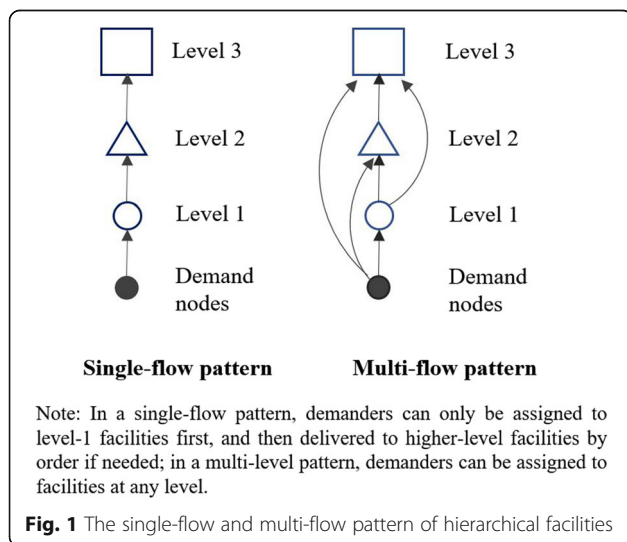 Level 3
Level 2
Level 1
Demand
nodes
Single-flow pattern
Level 3
Level 2
Level 1
Demand
nodes
Multi-flow pattern
Note: In a single-flow pattern, demanders can only be assigned to
level-1 facilities first, and then delivered to higher-level facilities by
order if needed; in a multi-level pattern, demanders can be assigned to
facilities at any level.
Fig. 1 The single-flow and multi-flow pattern of hierarchical facilities